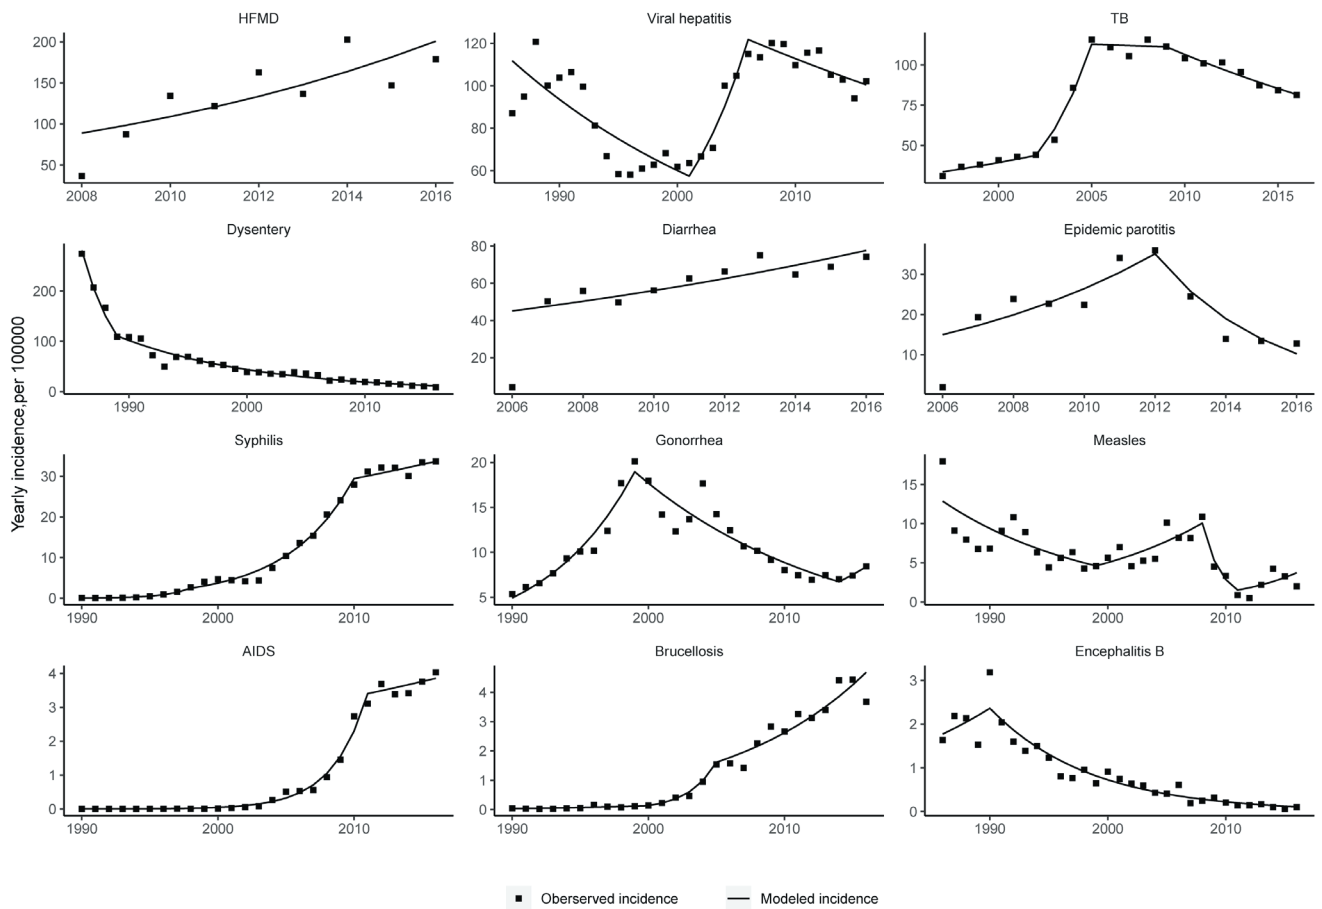 HFMD
200
150
100
50
2008 2010 2012 2014 2016
Viral hepatitis
120
100
80
60
1990 2000 2010
TB
100
75
50
2000 2005 2010 2015
Dysentery
200
100
0
1990 2000 2010
Diarrhea
80
60
40
20
2006 2008 2010 2012 2014 2016
Epidemic parotitis
30
20
10
2006 2008 2010 2012 2014 2016
Yearly incidence,per 100000
Syphilis
30
20
10
0
1990 2000 2010
Gonorrhea
20
15
10
5
1990 2000 2010
Measles
15
10
5
0
1990 2000 2010
AIDS
4
3
2
1
0
1990 2000 2010
Brucellosis
4
3
2
1
0
1990 2000 2010
Encephalitis B
3
2
1
0
1990 2000 2010
Oberserved incidence
Modeled incidence